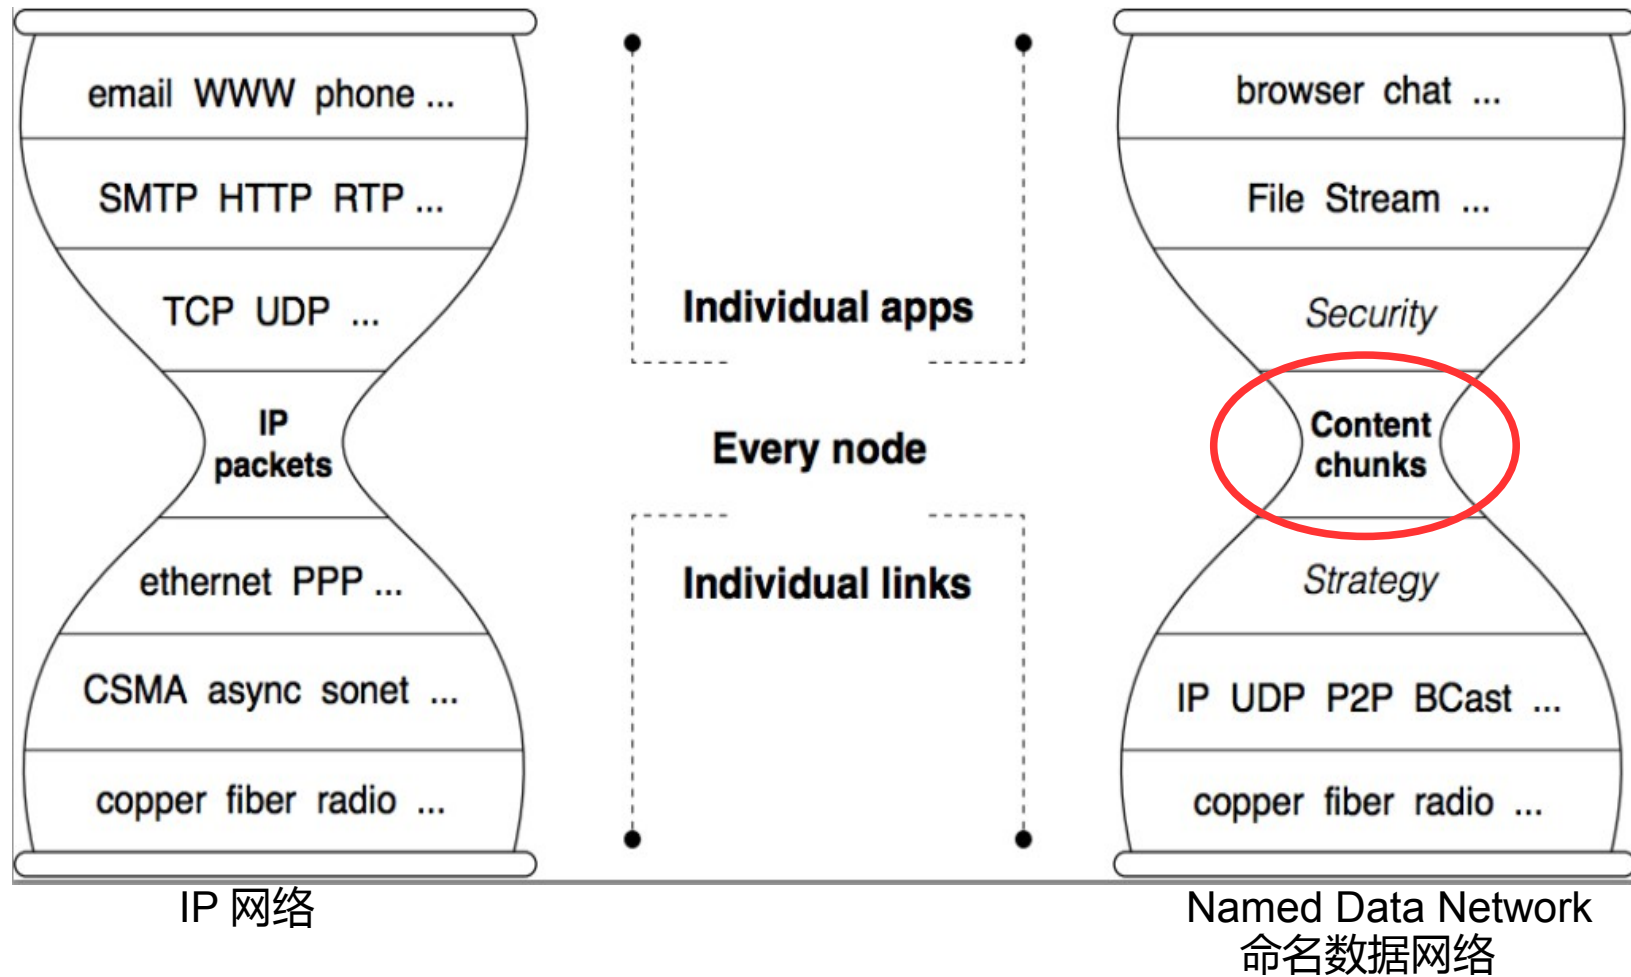 email WWW phone ...
SMTP HTTP RTP ...
TCP UDP ...
IP
packets
ethernet PPP ...
CSMA async sonet ...
copper fiber radio ...
IP 网络
Individual apps
Every node
Individual links
browser chat ...
File Stream ...
Security
Content
chunks
Strategy
IP UDP P2P BCast ...
copper fiber radio ...
Named Data Network
命名数据网络